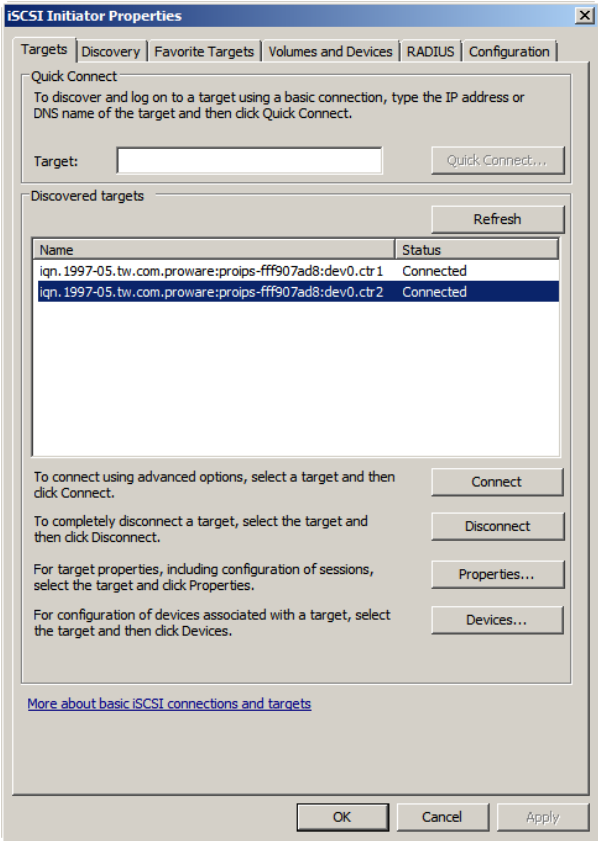 iSCSI Initiator Properties
Targets Discovery Favorite Targets Volumes and Devices RADIUS Configuration
Quick Connect
To discover and log on to a target using a basic connection, type the IP address or
DNS name of the target and then click Quick Connect.
Target: Quick Connect...
Discovered targets
Refresh
Name Status
iqn.1997-05.tw.com.proware:proips-fff907ad8:dev0.ctr1 Connected
iqn.1997-05.tw.com.proware:proips-fff907ad8:dev0.ctr2 Connected
To connect using advanced options, select a target and then
click Connect.
Connect
To completely disconnect a target, select the target and
then click Disconnect.
Disconnect
For target properties, including configuration of sessions,
select the target and click Properties.
Properties...
For configuration of devices associated with a target, select
the target and then click Devices.
Devices...
More about basic iSCSI connections and targets
OK Cancel Apply